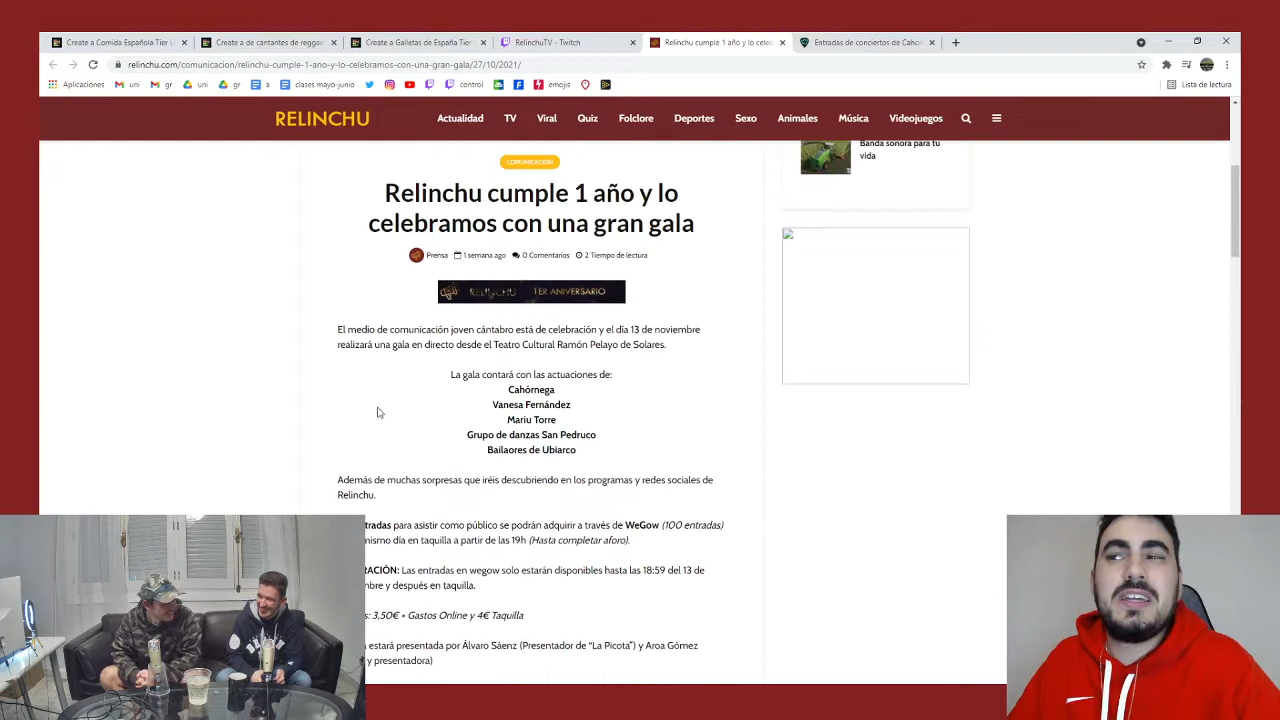 Create a Comida Española Tier L
Create a de cantantes de reggae
Create a Galletas de España Tier
RelinchuTV - Twitch
Relinchu cumple 1 año y lo celeb
Entradas de conciertos de Cahor
relinchu.com/comunicacion/relinchu-cumple-1-ano-y-lo-celebramos-con-una-gran-gala/27/10/2021/
Aplicaciones
uni
gr
uni
gr
a
clases mayo-junio
control
emojis
Lista de lectura
RELINCHU
Actualidad
TV
Viral
Quiz
Folclore
Deportes
Sexo
Animales
Música
Videojuegos
Banda sonora para tu
vida
COMUNICACIÓN
Relinchu cumple 1 año y lo
celebramos con una gran gala
Prensa
1 semana ago
0 Comentarios
2 Tiempo de lectura
RELINCHU 1ER ANIVERSARIO
El medio de comunicación joven cántabro está de celebración y el día 13 de noviembre
realizará una gala en directo desde el Teatro Cultural Ramón Pelayo de Solares.
La gala contará con las actuaciones de:
Cahórnega
Vanesa Fernández
Mariu Torre
Grupo de danzas San Pedruco
Bailaores de Ubiarco
Además de muchas sorpresas que iréis descubriendo en los programas y redes sociales de
Relinchu.
tradas para asistir como público se podrán adquirir a través de WeGow (100 entradas)
mismo día en taquilla a partir de las 19h (Hasta completar aforo).
RACIÓN: Las entradas en wegow solo estarán disponibles hasta las 18:59 del 13 de
mbre y después en taquilla.
s: 3,50€ + Gastos Online y 4€ Taquilla
estará presentada por Álvaro Sáenz (Presentador de “La Picota”) y Aroa Gómez
y presentadora)